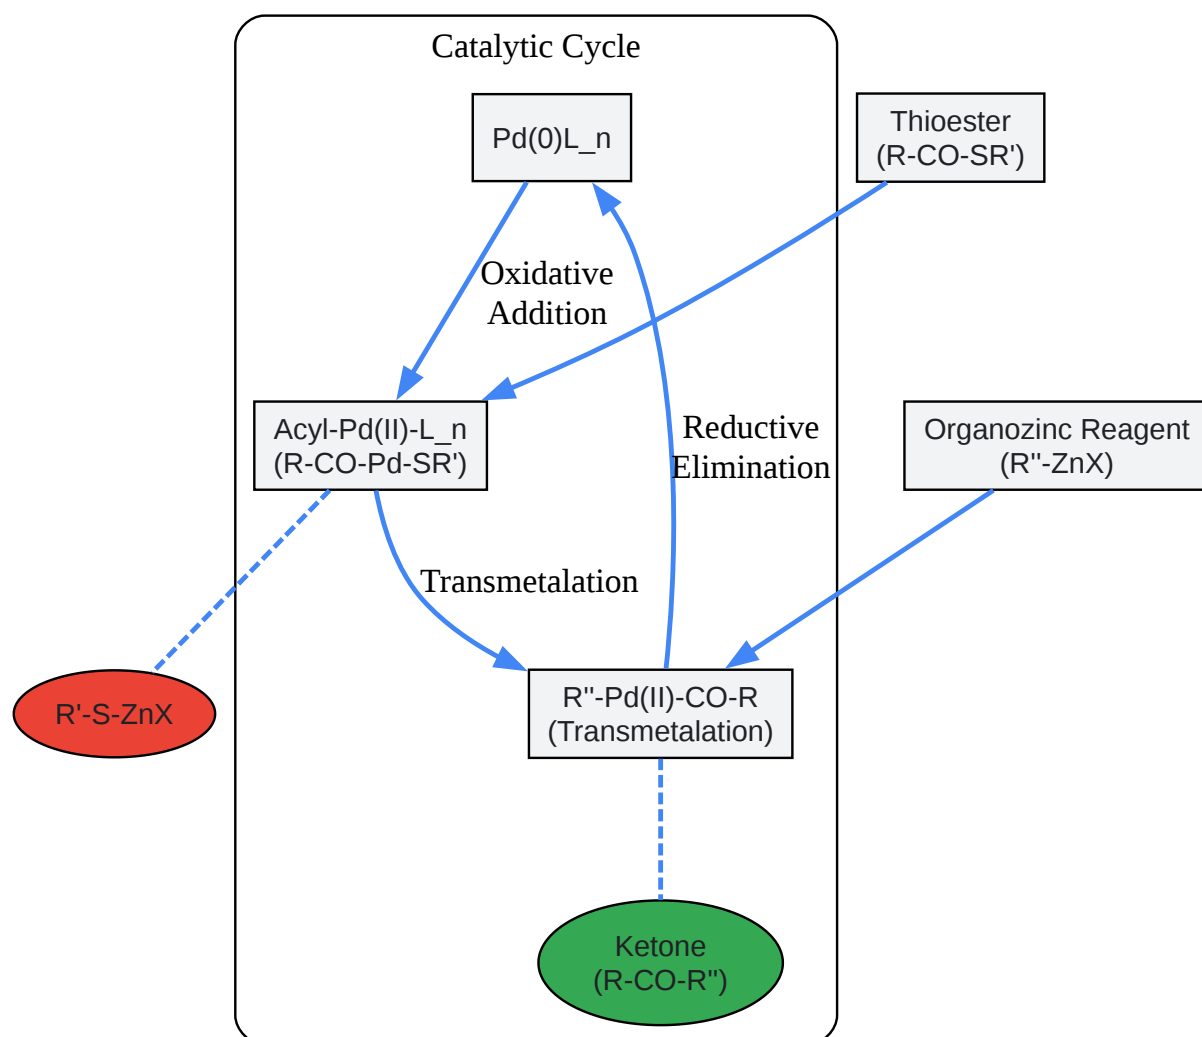 Catalytic Cycle
Pd(0)L_n
Thioester
(R-CO-SR')
Oxidative
Addition
Acyl-Pd(II)-L_n
(R-CO-Pd-SR')
Reductive
Elimination
Organozinc Reagent
(R''-ZnX)
Transmetalation
R'-S-ZnX
R''-Pd(II)-CO-R
(Transmetalation)
Ketone
(R-CO-R'')